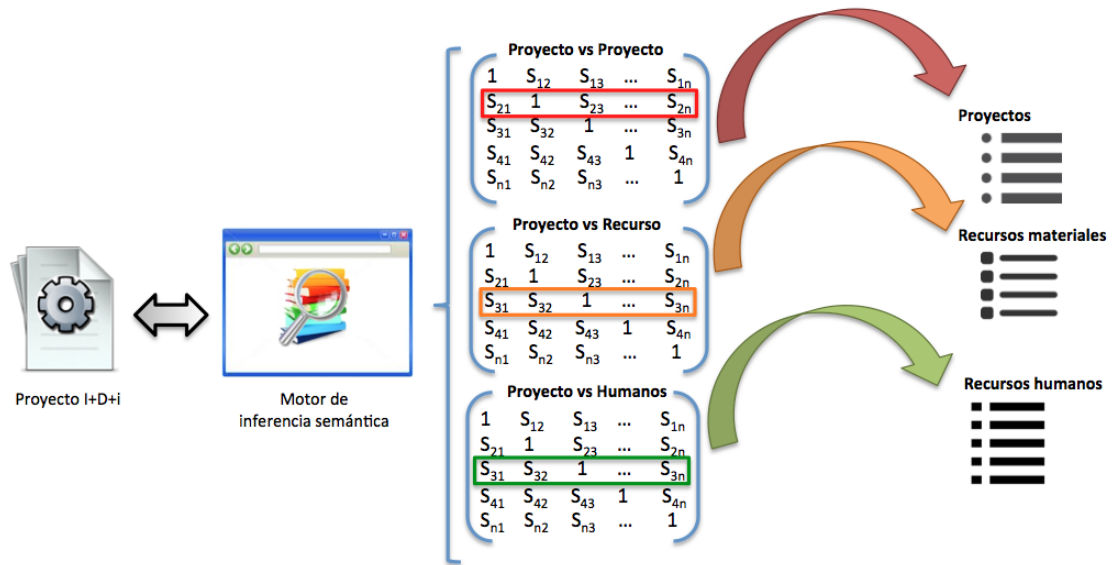 Proyecto I+D+i
Motor de
inferencia semántica
Proyecto vs Proyecto
1 S12 S13 ... S1n
S21 1 S23 ... S2n
S31 S32 1 ... S3n
S41 S42 S43 1 S4n
Sn1 Sn2 Sn3 ... 1
Proyecto vs Recurso
1 S12 S13 ... S1n
S21 1 S23 ... S2n
S31 S32 1 ... S3n
S41 S42 S43 1 S4n
Sn1 Sn2 Sn3 ... 1
Proyecto vs Humanos
1 S12 S13 ... S1n
S21 1 S23 ... S2n
S31 S32 1 ... S3n
S41 S42 S43 1 S4n
Sn1 Sn2 Sn3 ... 1
Proyectos
Recursos materiales
Recursos humanos